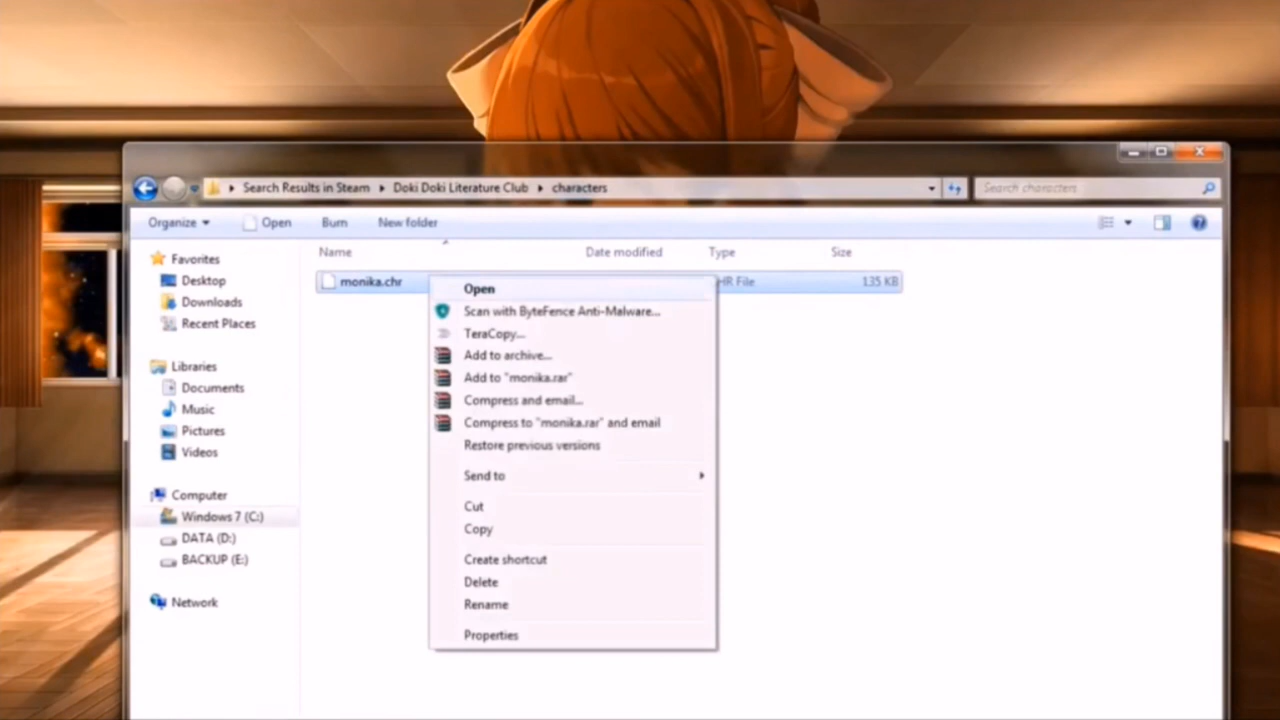 Search Results in Steam Doki Doki Literature Club characters
Search characters
Organize Open Burn New folder
Name Date modified Type Size
monika.chr HR File 135 KB
Favorites
Desktop
Downloads
Recent Places
Libraries
Documents
Music
Pictures
Videos
Computer
Windows 7 (C:)
DATA (D:)
BACKUP (E:)
Network
Open
Scan with ByteFence Anti-Malware...
TeraCopy...
Add to archive...
Add to "monika.rar"
Compress and email...
Compress to "monika.rar" and email
Restore previous versions
Send to
Cut
Copy
Create shortcut
Delete
Rename
Properties